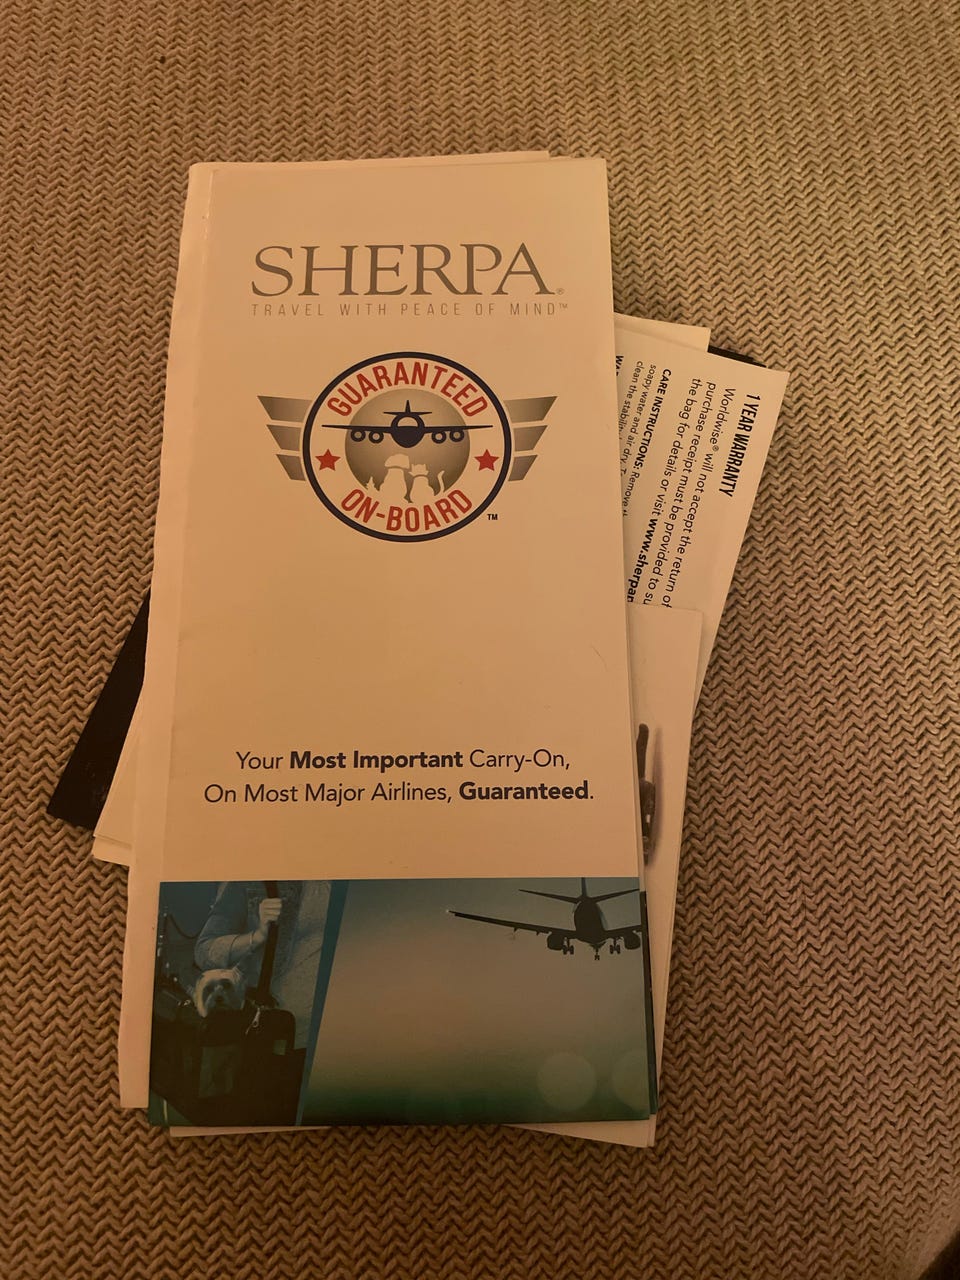 SHERPA®
TRAVEL WITH PEACE OF MIND™
GUARANTEED
ON-BOARD
™
Your Most Important Carry-On,
On Most Major Airlines, Guaranteed.
1 YEAR WARRANTY
Worldwise® will not accept the return of
purchase receipt must be provided to
the bag for details or visit www.sherpa
CARE INSTRUCTIONS: Remove
soapy water and air dry.
clean the